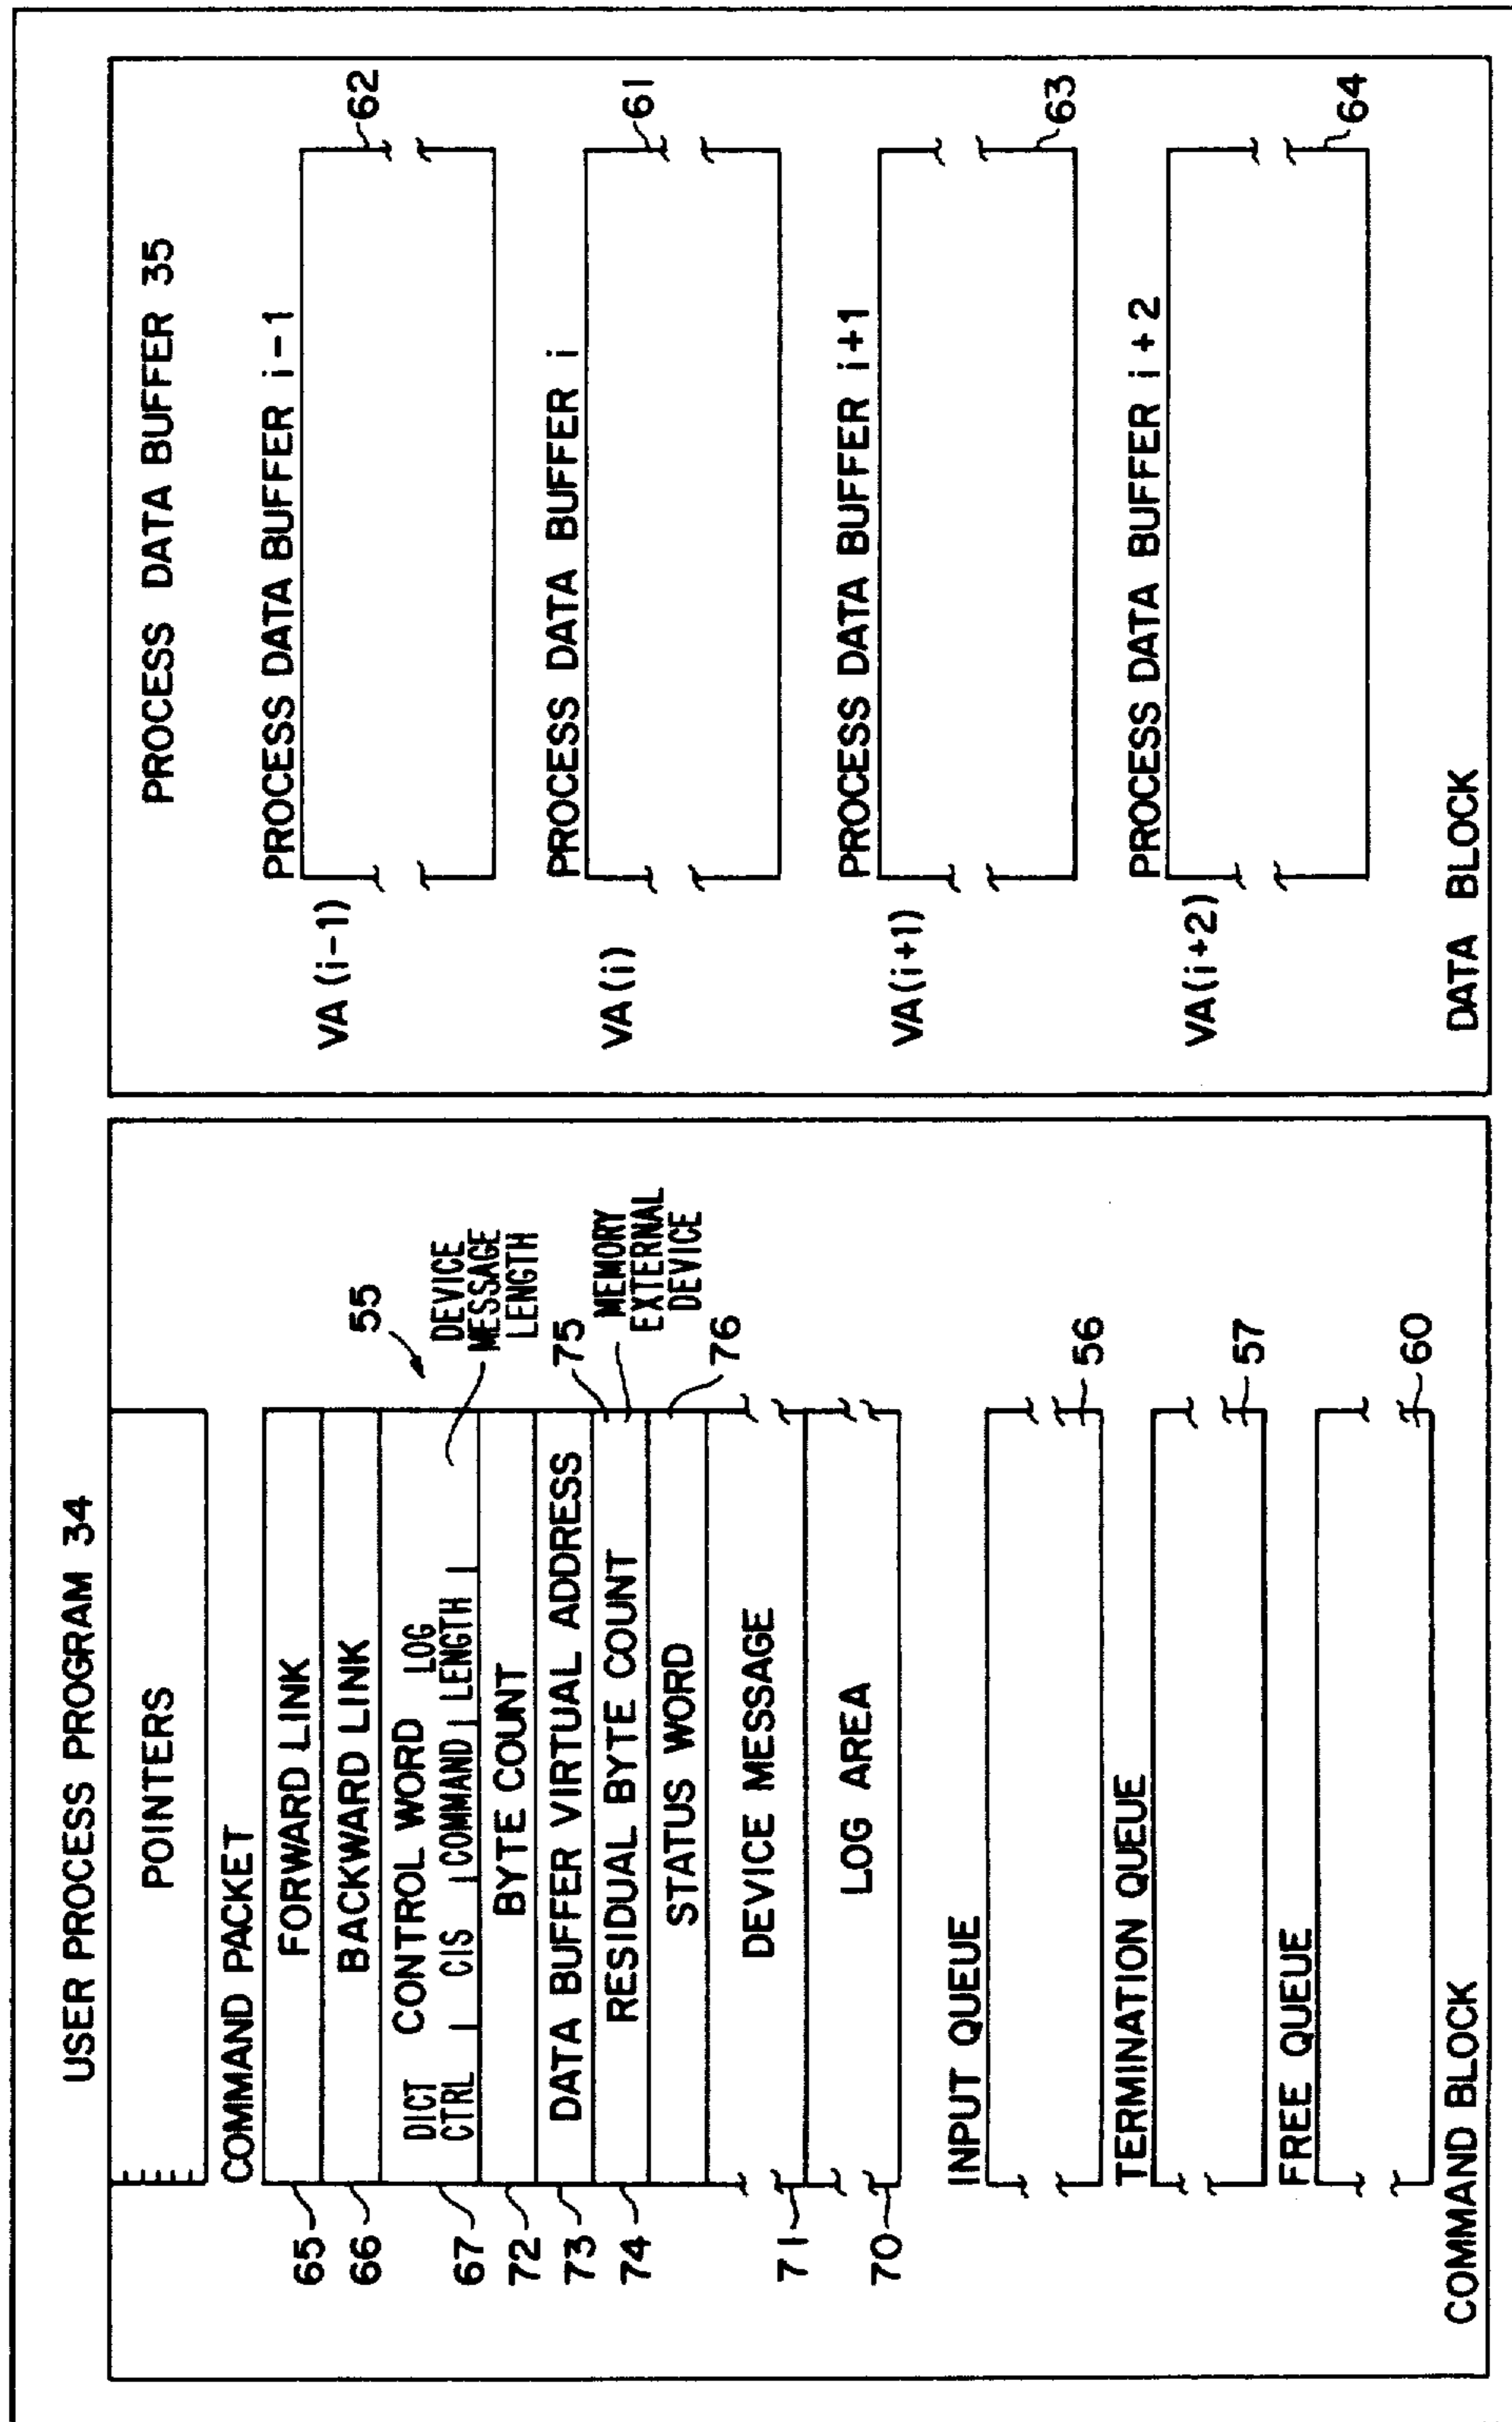 USER PROCESS PROGRAM 34
POINTERS
COMMAND PACKET
55
65
FORWARD LINK
66
BACKWARD LINK
67
DICT CTRL
CONTROL WORD
CIS
COMMAND
LOG LENGTH
DEVICE
MESSAGE
LENGTH
72
BYTE COUNT
73
DATA BUFFER VIRTUAL ADDRESS
75
74
RESIDUAL BYTE COUNT
MEMORY
EXTERNAL
DEVICE
STATUS WORD
76
71
DEVICE MESSAGE
70
LOG AREA
INPUT QUEUE
56
TERMINATION QUEUE
57
FREE QUEUE
60
COMMAND BLOCK
PROCESS DATA BUFFER 35
PROCESS DATA BUFFER i-1
VA (i-1)
62
PROCESS DATA BUFFER i
VA (i)
61
PROCESS DATA BUFFER i+1
VA(i+1)
63
PROCESS DATA BUFFER i+2
VA(i+2)
64
DATA BLOCK